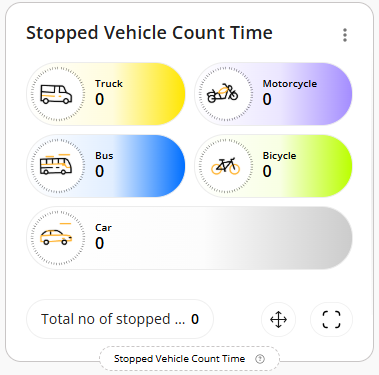 Stopped Vehicle Count Time
Truck
0
Motorcycle
0
Bus
0
Bicycle
0
Car
0
Total no of stopped ... 0
Stopped Vehicle Count Time ?